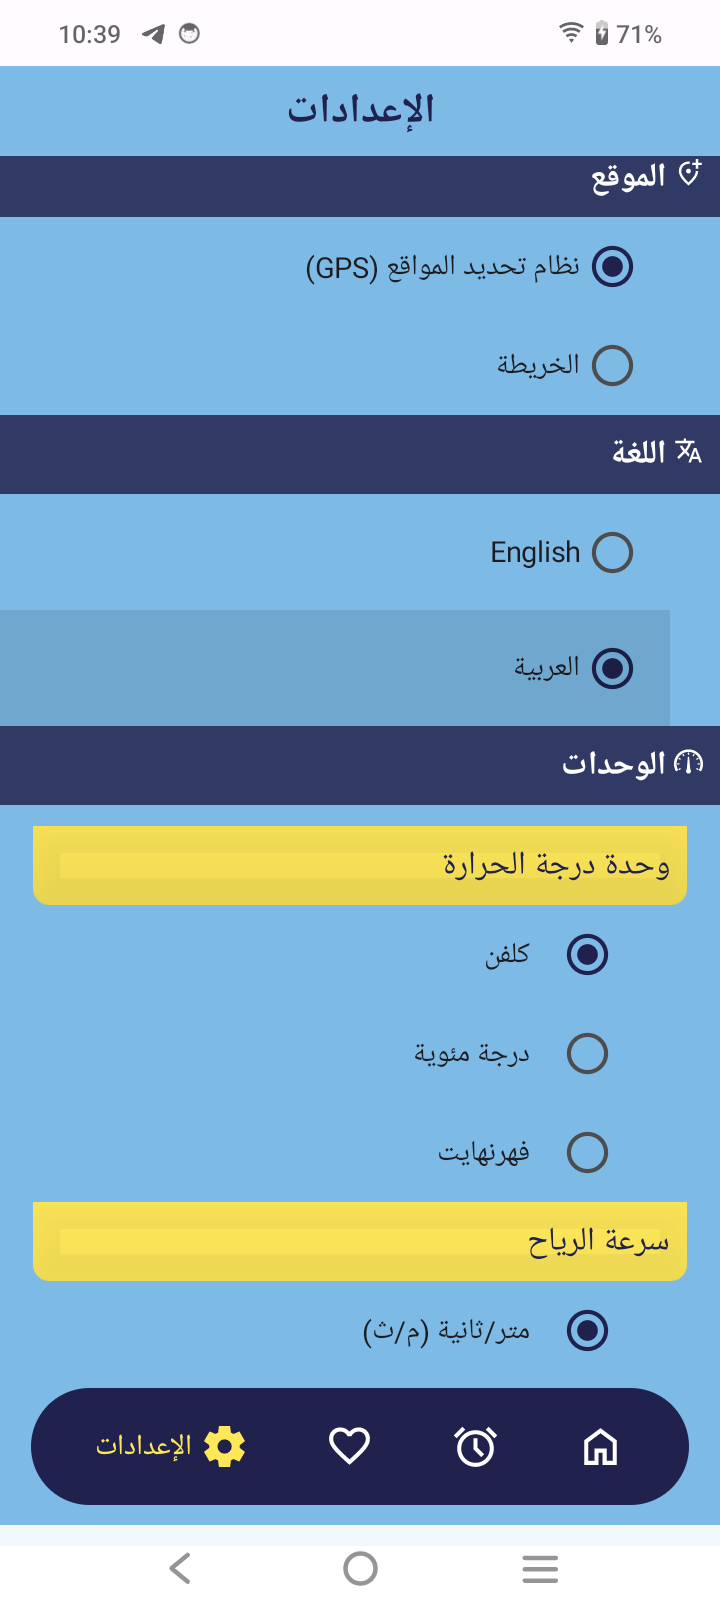 10:39
71%
الإعدادات
الموقع
نظام تحديد المواقع (GPS)
الخريطة
اللغة
English
العربية
الوحدات
وحدة درجة الحرارة
كلفن
درجة مئوية
فهرنهايت
سرعة الرياح
متر/ثانية (م/ث)
الإعدادات